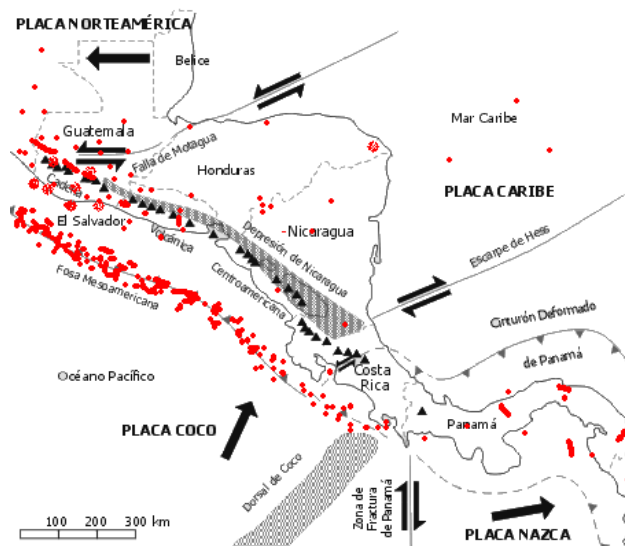 PLACA NORTEAMÉRICA
Belice
Mar Caribe
Guatemala
Falla de Motagua
Honduras
PLACA CARIBE
Cadena
El Salvador
Volcánica
Nicaragua
Depresión de Nicaragua
Escarpe de Hess
Fosa Mesoamericana
Centroamericana
Cinturón Deformado
de Panamá
Costa
Rica
Océano Pacífico
PLACA COCO
Panamá
Dorsal de Coco
Zona de
Fractura
de Panamá
PLACA NAZCA
100 200 300 km